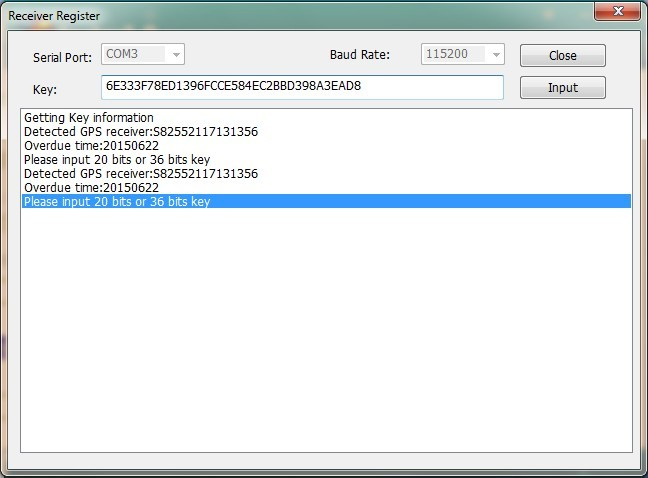 Receiver Register
Serial Port: COM3 Baud Rate: 115200 Close
Key: 6E333F78ED1396FCCE584EC2BBD398A3EAD8 Input
Getting Key information
Detected GPS receiver:S82552117131356
Overdue time:20150622
Please input 20 bits or 36 bits key
Detected GPS receiver:S82552117131356
Overdue time:20150622
Please input 20 bits or 36 bits key